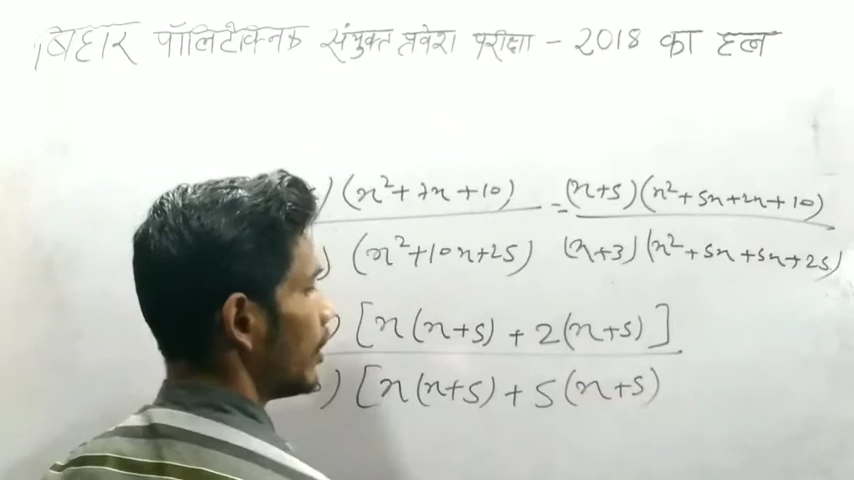 बिहार पॉलिटेक्निक संयुक्त प्रवेश परीक्षा - 2018 का हल
) (x²+7x+10) = (x+5)(x²+5x+2x+10)
) (x²+10x+25) (x+3)(x²+5x+5x+25)
) [x(x+5)+2(x+5)]
) [x(x+5)+5(x+5)